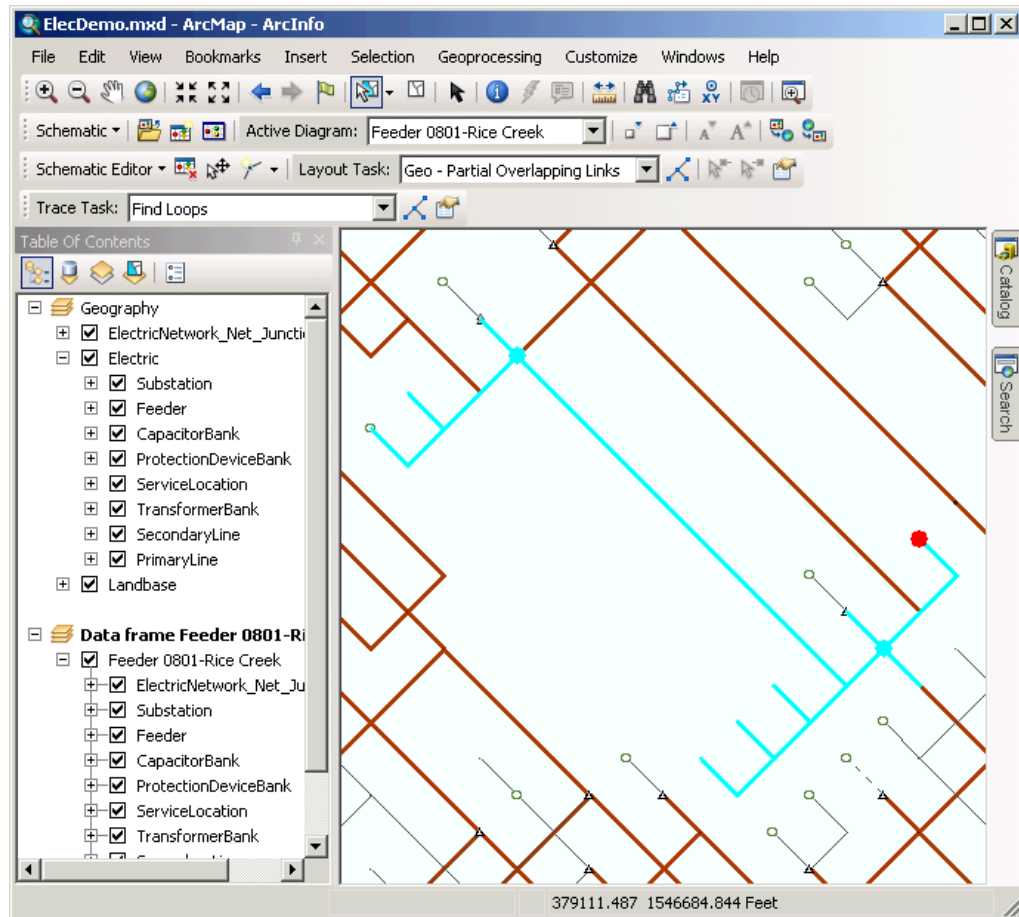 ElecDemo.mxd - ArcMap - ArcInfo
File Edit View Bookmarks Insert Selection Geoprocessing Customize Windows Help
Schematic Active Diagram: Feeder 0801-Rice Creek
Schematic Editor Layout Task: Geo - Partial Overlapping Links
Trace Task: Find Loops
Table Of Contents
Geography
ElectricNetwork_Net_Juncti
Electric
Substation
Feeder
CapacitorBank
ProtectionDeviceBank
ServiceLocation
TransformerBank
SecondaryLine
PrimaryLine
Landbase
Data frame Feeder 0801-Ri
Feeder 0801-Rice Creek
ElectricNetwork_Net_Ju
Substation
Feeder
CapacitorBank
ProtectionDeviceBank
ServiceLocation
TransformerBank
Catalog
Search
379111.487 1546684.844 Feet